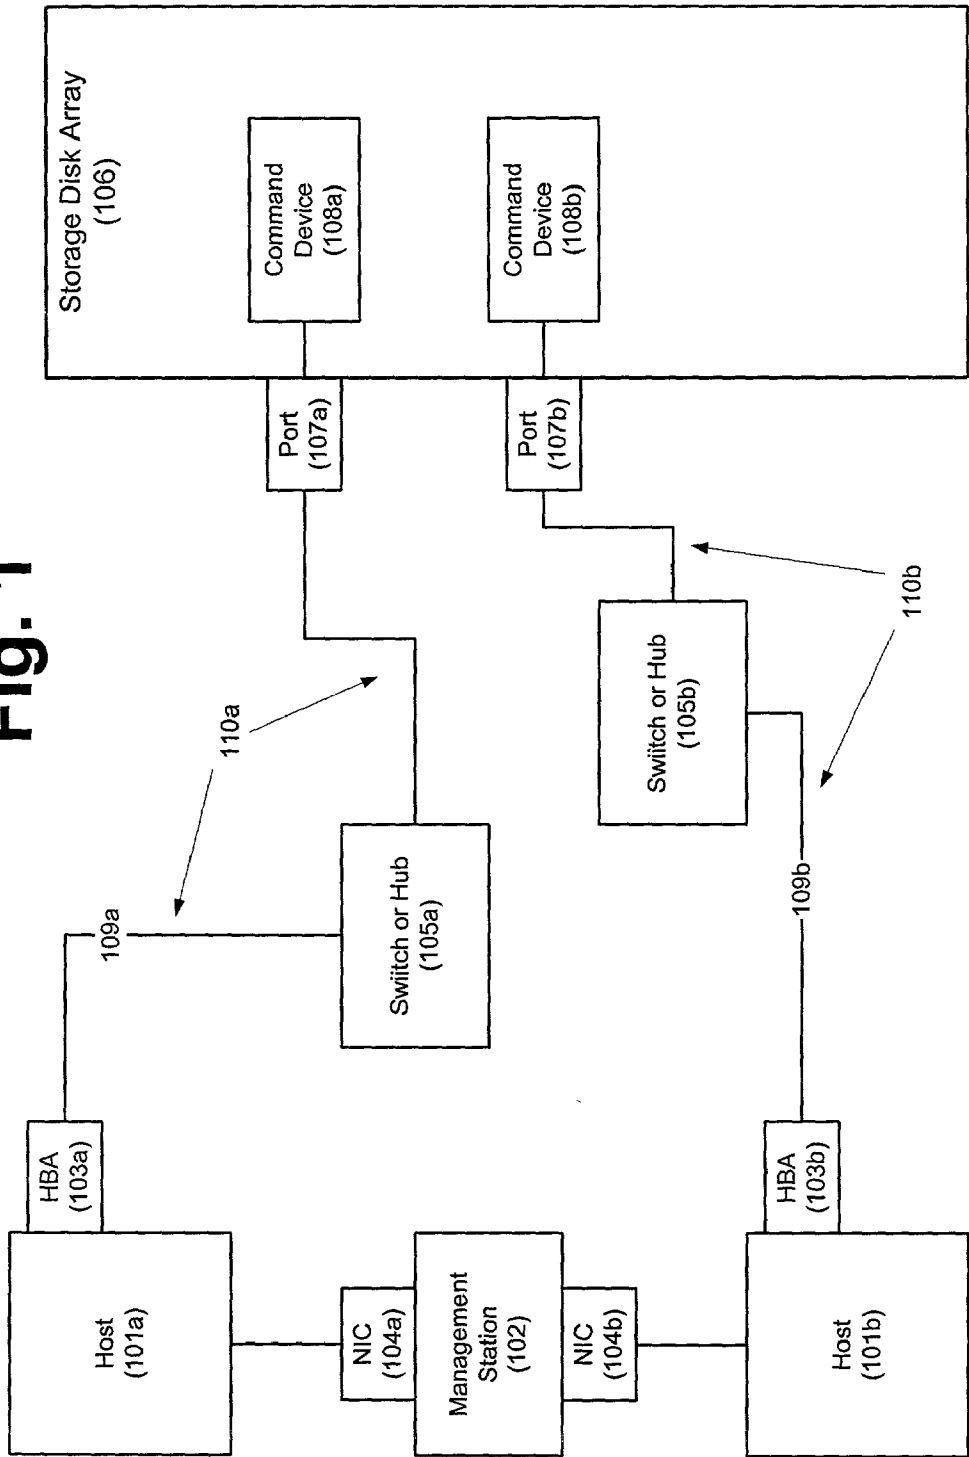 Fig. 1
Storage Disk Array
(106)
Command
Device
(108a)
Command
Device
(108b)
Port
(107a)
Port
(107b)
110a
110b
Swiitch or Hub
(105a)
Swiitch or Hub
(105b)
109a
109b
HBA
(103a)
HBA
(103b)
Host
(101a)
NIC
(104a)
Management
Station
(102)
NIC
(104b)
Host
(101b)